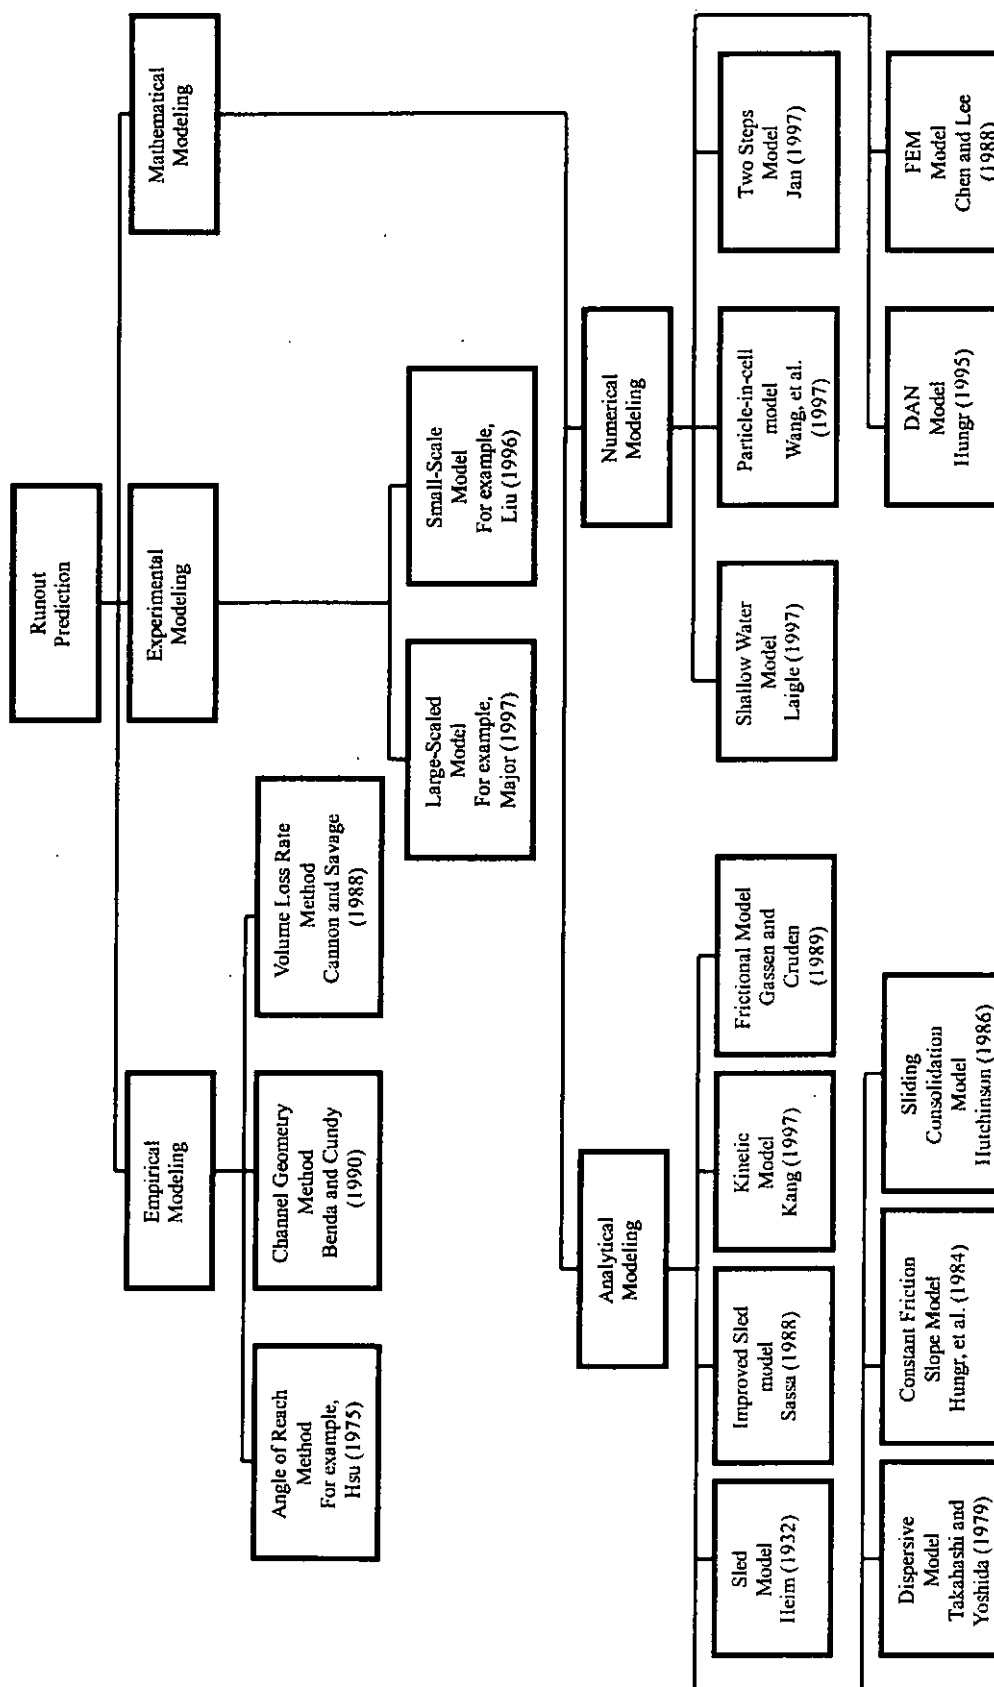 Runout
Prediction
Empirical
Modeling
Experimental
Modeling
Mathematical
Modeling
Angle of Reach
Method
For example,
Hsu (1975)
Channel Geometry
Method
Benda and Cundy
(1990)
Volume Loss Rate
Method
Cannon and Savage
(1988)
Large-Scaled
Model
For example,
Major (1997)
Small-Scale
Model
For example,
Liu (1996)
Analytical
Modeling
Numerical
Modeling
Sled
Model
Heim (1932)
Improved Sled
model
Sassa (1988)
Kinetic
Model
Kang (1997)
Frictional Model
Gassen and
Cruden
(1989)
Shallow Water
Model
Laigle (1997)
Particle-in-cell
model
Wang, et al.
(1997)
Two Steps
Model
Jan (1997)
Dispersive
Model
Takahashi and
Yoshida (1979)
Constant Friction
Slope Model
Hungr, et al. (1984)
Sliding
Consolidation
Model
Hutchinson (1986)
DAN
Model
Hungr (1995)
FEM
Model
Chen and Lee
(1988)